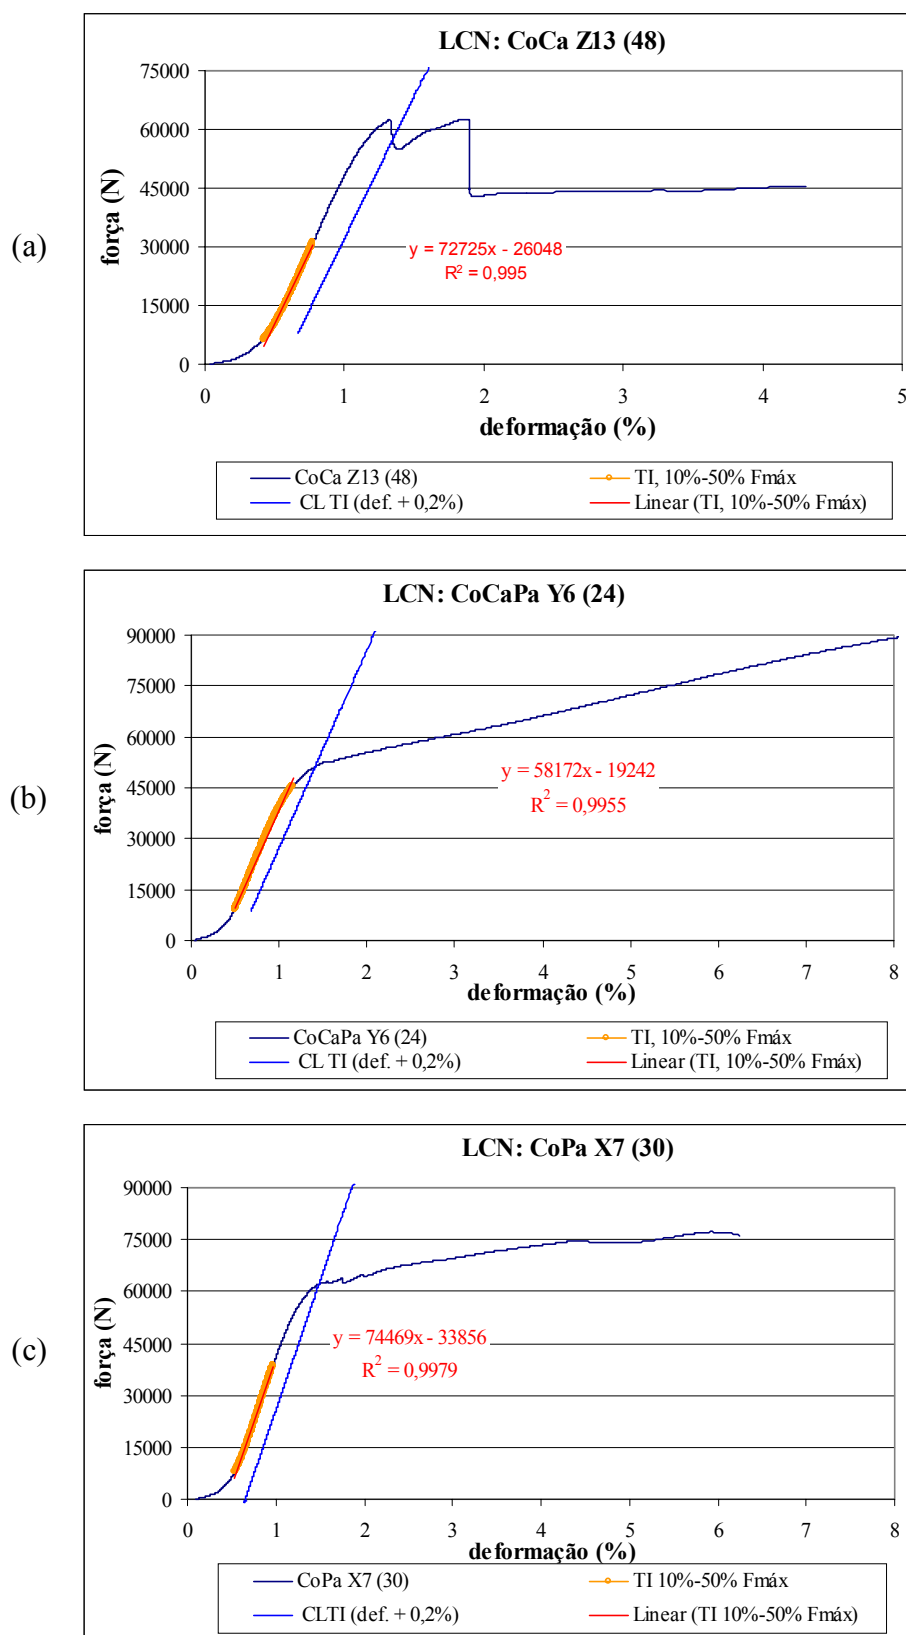 (a)
LCN: CoCa Z13 (48)
força (N)
75000
60000
45000
30000
15000
0
y = 72725x - 26048
R² = 0,995
0 1 2 3 4 5
deformação (%)
CoCa Z13 (48) TI, 10%-50% Fmáx
CL TI (def. + 0,2%) Linear (TI, 10%-50% Fmáx)
(b)
LCN: CoCaPa Y6 (24)
força (N)
90000
75000
60000
45000
30000
15000
0
y = 58172x - 19242
R² = 0,9955
0 1 2 3 4 5 6 7 8
deformação (%)
CoCaPa Y6 (24) TI, 10%-50% Fmáx
CL TI (def. + 0,2%) Linear (TI, 10%-50% Fmáx)
(c)
LCN: CoPa X7 (30)
força (N)
90000
75000
60000
45000
30000
15000
0
y = 74469x - 33856
R² = 0,9979
0 1 2 3 4 5 6 7 8
deformação (%)
CoPa X7 (30) TI 10%-50% Fmáx
CLTI (def. + 0,2%) Linear (TI 10%-50% Fmáx)